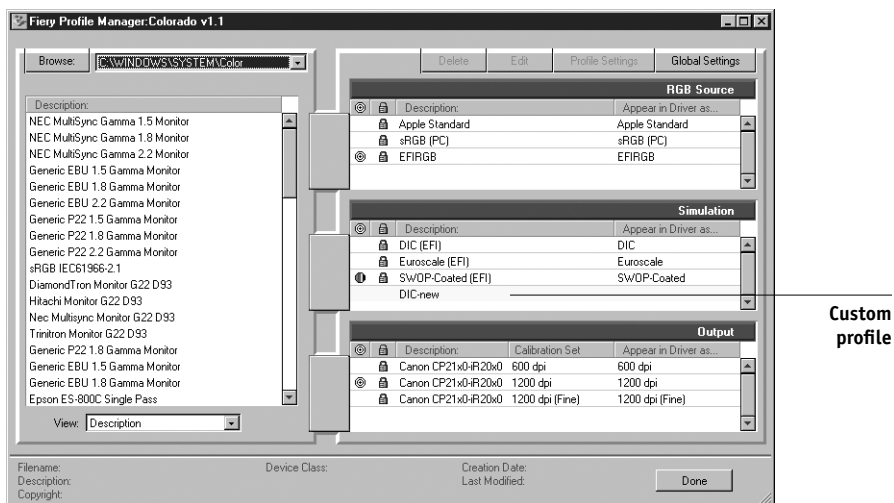 Fiery Profile Manager:Colorado v1.1
Browse: C:\WINDOWS\SYSTEM\Color
Description:
NEC MultiSync Gamma 1.5 Monitor
NEC MultiSync Gamma 1.8 Monitor
NEC MultiSync Gamma 2.2 Monitor
Generic EBU 1.5 Gamma Monitor
Generic EBU 1.8 Gamma Monitor
Generic EBU 2.2 Gamma Monitor
Generic P22 1.5 Gamma Monitor
Generic P22 1.8 Gamma Monitor
Generic P22 2.2 Gamma Monitor
sRGB IEC61966-2.1
DiamondTron Monitor G22 D93
Hitachi Monitor G22 D93
Nec Multisync Monitor G22 D93
Trinitron Monitor G22 D93
Generic P22 1.8 Gamma Monitor
Generic EBU 1.5 Gamma Monitor
Generic EBU 1.8 Gamma Monitor
Epson ES-800C Single Pass
View: Description
Delete Edit Profile Settings Global Settings
RGB Source
Description: Appear in Driver as...
Apple Standard Apple Standard
sRGB (PC) sRGB (PC)
EFIRGB EFIRGB
Simulation
Description: Appear in Driver as...
DIC (EFI) DIC
Euroscale (EFI) Euroscale
SWOP-Coated (EFI) SWOP-Coated
DIC-new
Output
Description: Calibration Set Appear in Driver as...
Canon CP21x0-iR20x0 600 dpi 600 dpi
Canon CP21x0-iR20x0 1200 dpi 1200 dpi
Canon CP21x0-iR20x0 1200 dpi (Fine) 1200 dpi (Fine)
Custom
profile
Filename: Device Class: Creation Date:
Description: Last Modified:
Copyright:
Done